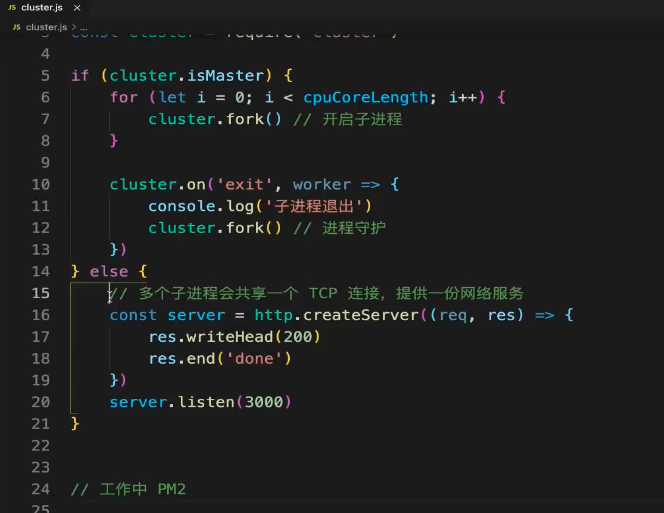 JS cluster.js ×
JS cluster.js > ...
3 const cluster = require('cluster')
4
5 if (cluster.isMaster) {
6 for (let i = 0; i < cpuCoreLength; i++) {
7 cluster.fork() // 开启子进程
8 }
9
10 cluster.on('exit', worker => {
11 console.log('子进程退出')
12 cluster.fork() // 进程守护
13 })
14 } else {
15 // 多个子进程会共享一个 TCP 连接，提供一份网络服务
16 const server = http.createServer((req, res) => {
17 res.writeHead(200)
18 res.end('done')
19 })
20 server.listen(3000)
21 }
22
23
24 // 工作中 PM2
25